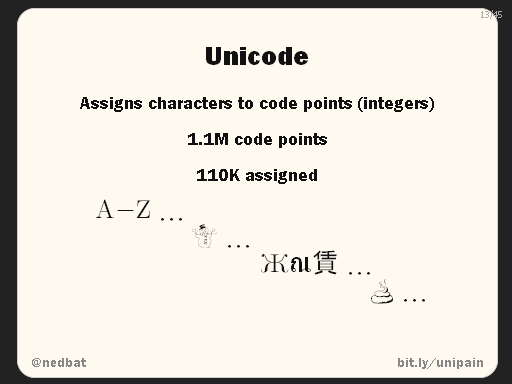 13/45
Unicode
Assigns characters to code points (integers)
1.1M code points
110K assigned
A–Z ...
☃ ...
Жณ賃 ...
💩 ...
@nedbat
bit.ly/unipain